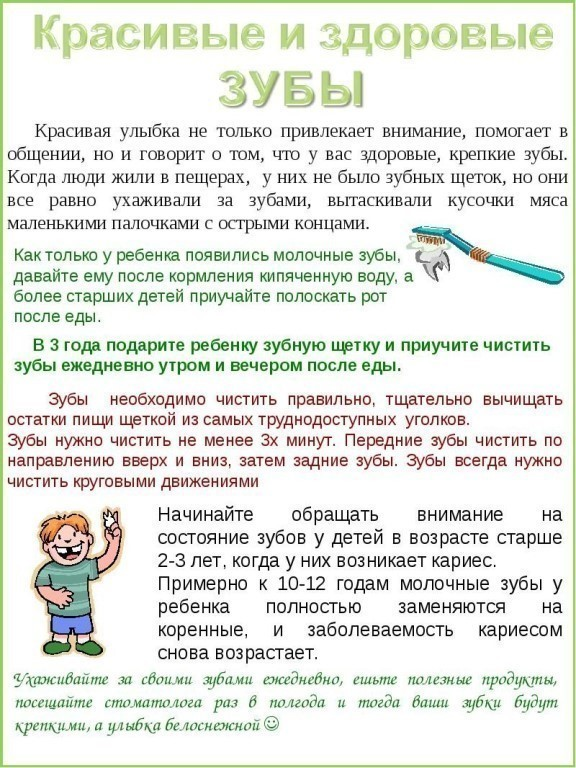 Красивые и здоровые
ЗУБЫ
Красивая улыбка не только привлекает внимание, помогает в
общении, но и говорит о том, что у вас здоровые, крепкие зубы.
Когда люди жили в пещерах, у них не было зубных щеток, но они
все равно ухаживали за зубами, вытаскивали кусочки мяса
маленькими палочками с острыми концами.
Как только у ребенка появились молочные зубы,
давайте ему после кормления кипяченную воду, а
более старших детей приучайте полоскать рот
после еды.
В 3 года подарите ребенку зубную щетку и приучите чистить
зубы ежедневно утром и вечером после еды.
Зубы необходимо чистить правильно, тщательно вычищать
остатки пищи щеткой из самых труднодоступных уголков.
Зубы нужно чистить не менее 3х минут. Передние зубы чистить по
направлению вверх и вниз, затем задние зубы. Зубы всегда нужно
чистить круговыми движениями
Начинайте обращать внимание на
состояние зубов у детей в возрасте старше
2-3 лет, когда у них возникает кариес.
Примерно к 10-12 годам молочные зубы у
ребенка полностью заменяются на
коренные, и заболеваемость кариесом
снова возрастает.
Ухаживайте за своими зубами ежедневно, ешьте полезные продукты,
посещайте стоматолога раз в полгода и тогда ваши зубки будут
крепкими, а улыбка белоснежной ☺